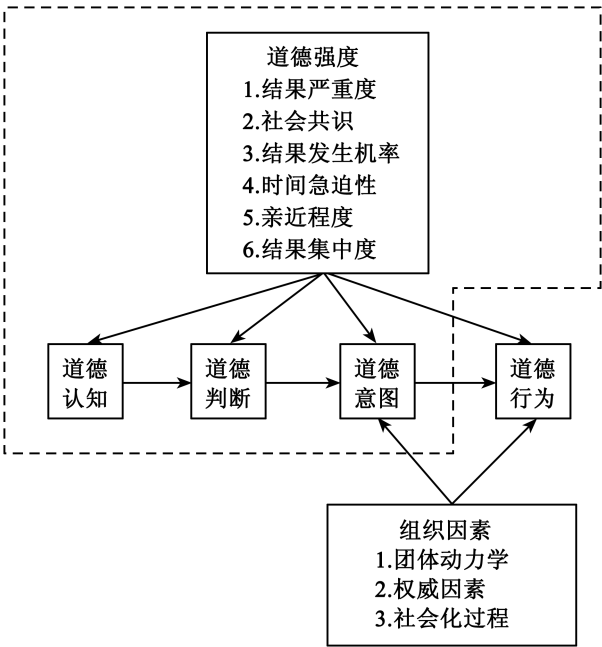 道德强度
1.结果严重度
2.社会共识
3.结果发生机率
4.时间急迫性
5.亲近程度
6.结果集中度
道德
认知
道德
判断
道德
意图
道德
行为
组织因素
1.团体动力学
2.权威因素
3.社会化过程